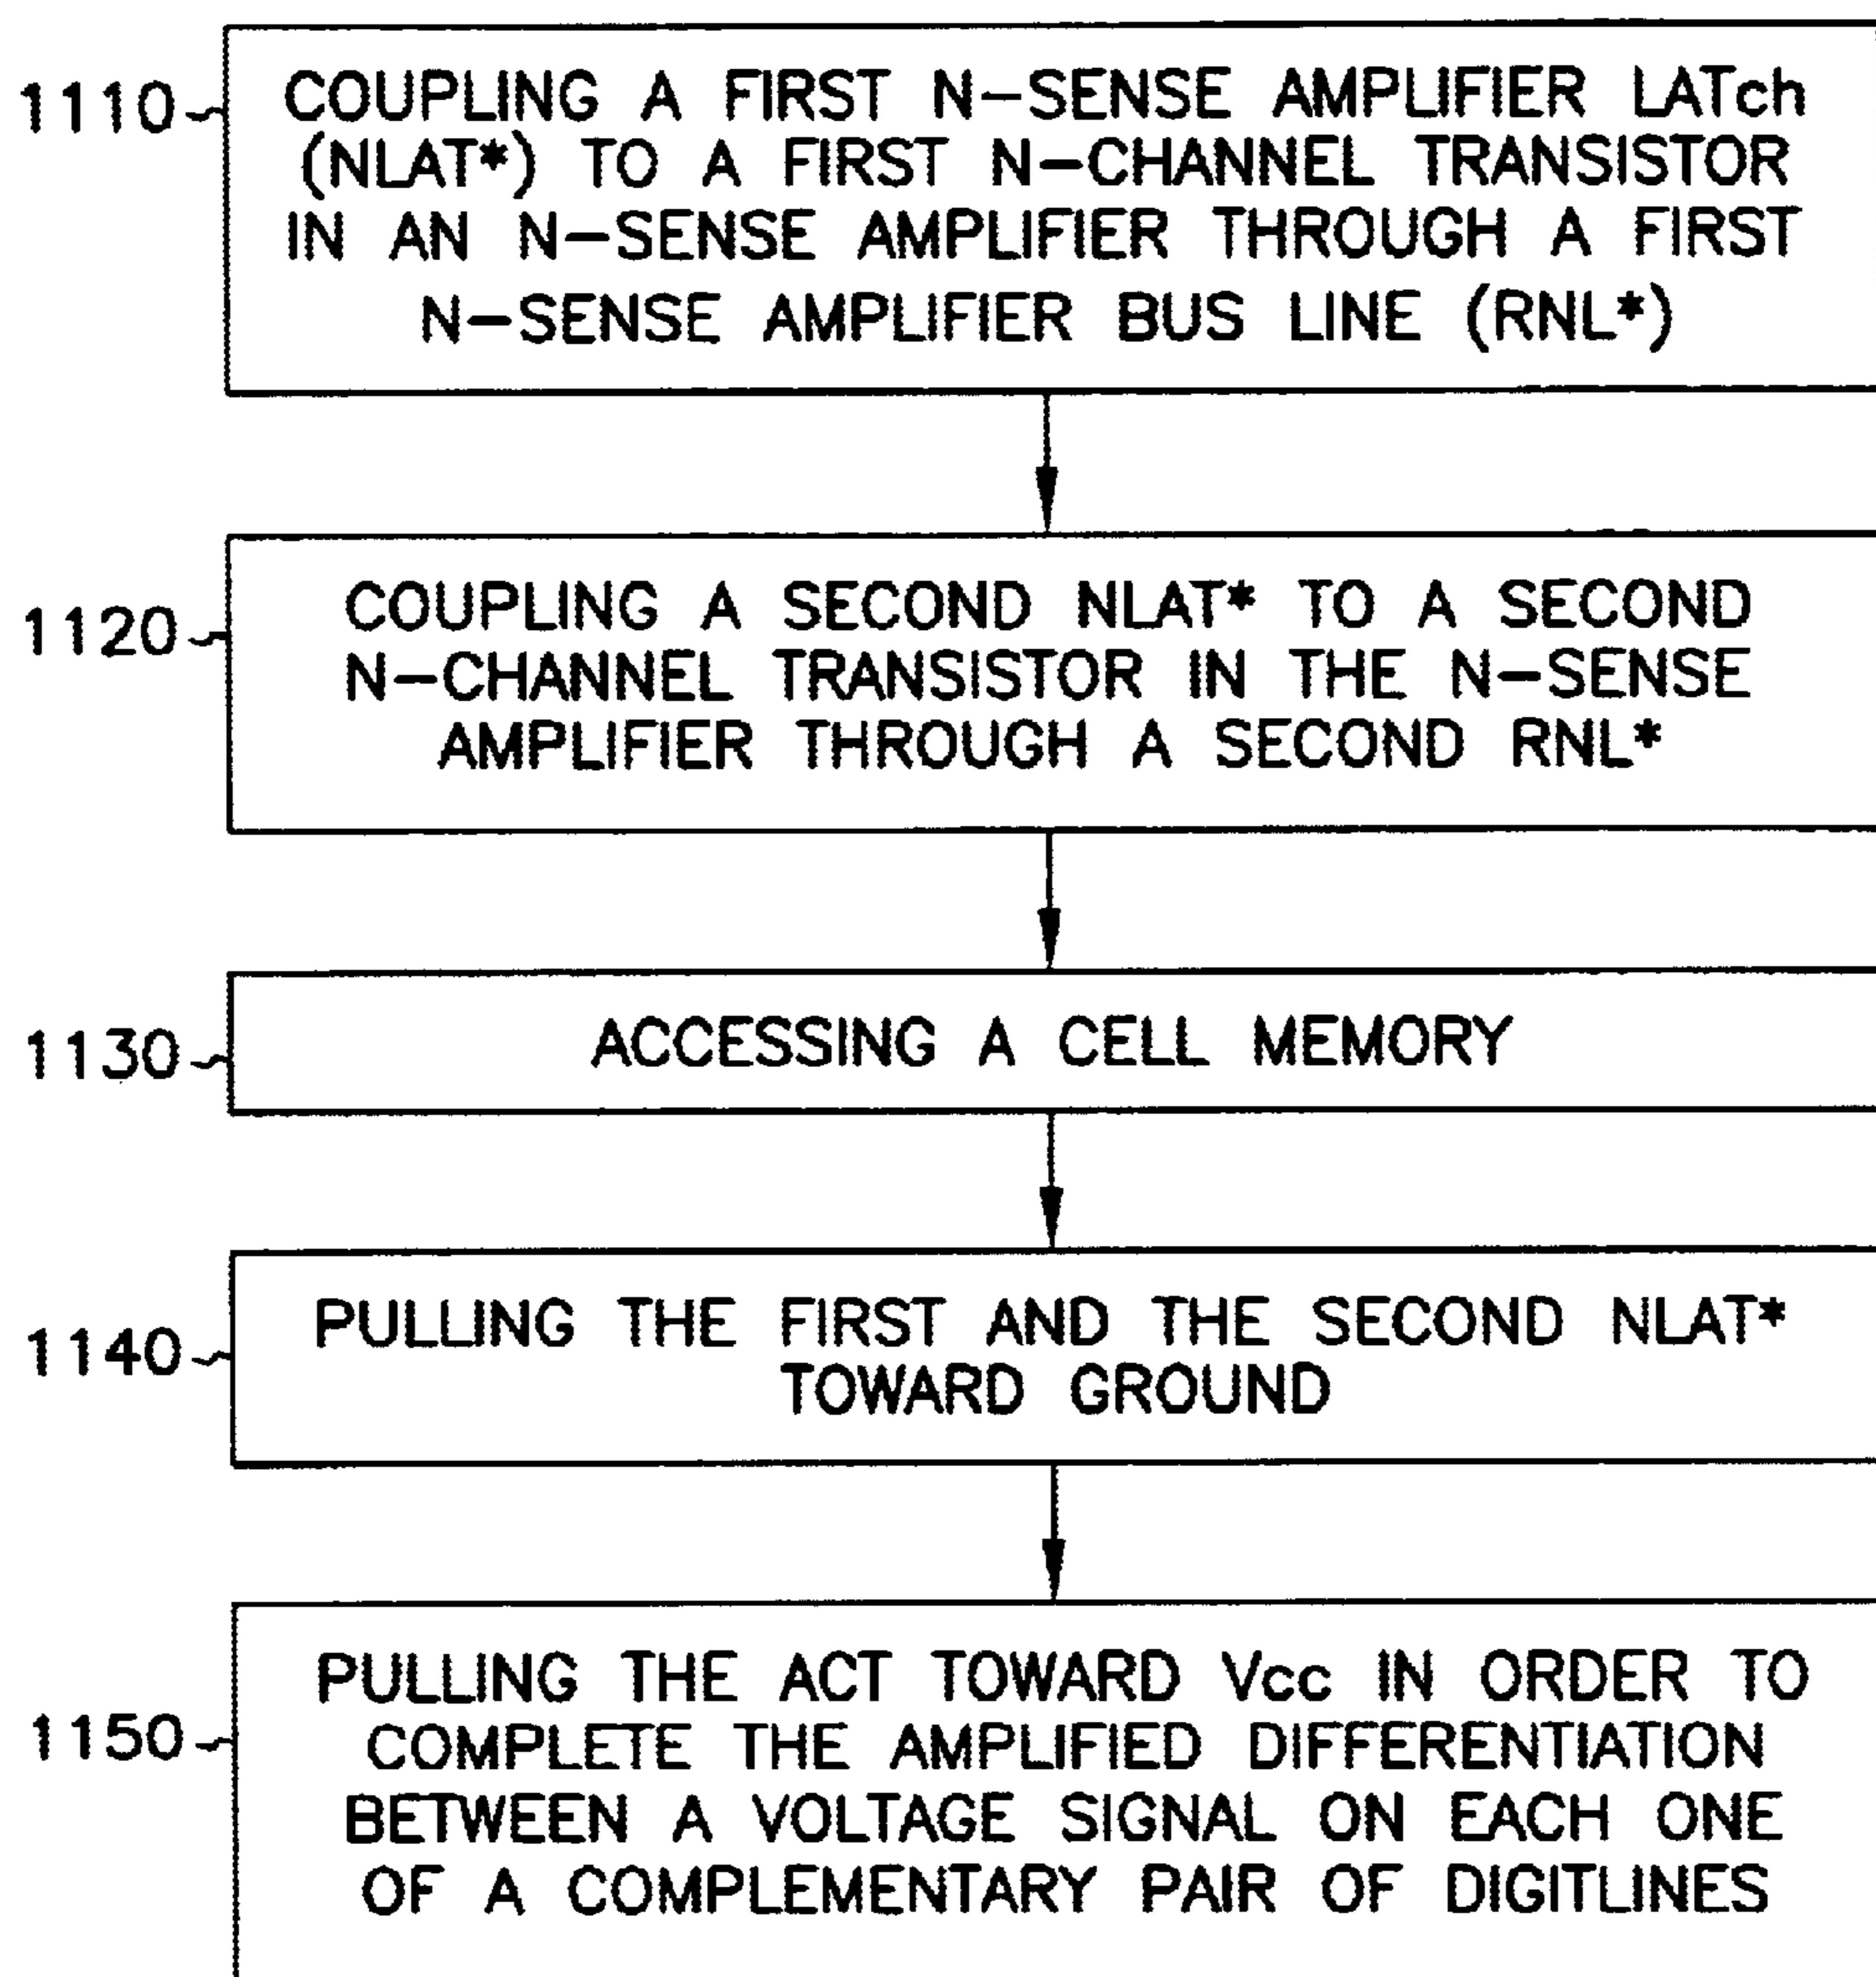 1110
COUPLING A FIRST N-SENSE AMPLIFIER LATch
(NLAT*) TO A FIRST N-CHANNEL TRANSISTOR
IN AN N-SENSE AMPLIFIER THROUGH A FIRST
N-SENSE AMPLIFIER BUS LINE (RNL*)
1120
COUPLING A SECOND NLAT* TO A SECOND
N-CHANNEL TRANSISTOR IN THE N-SENSE
AMPLIFIER THROUGH A SECOND RNL*
1130
ACCESSING A CELL MEMORY
1140
PULLING THE FIRST AND THE SECOND NLAT*
TOWARD GROUND
1150
PULLING THE ACT TOWARD Vcc IN ORDER TO
COMPLETE THE AMPLIFIED DIFFERENTIATION
BETWEEN A VOLTAGE SIGNAL ON EACH ONE
OF A COMPLEMENTARY PAIR OF DIGITLINES